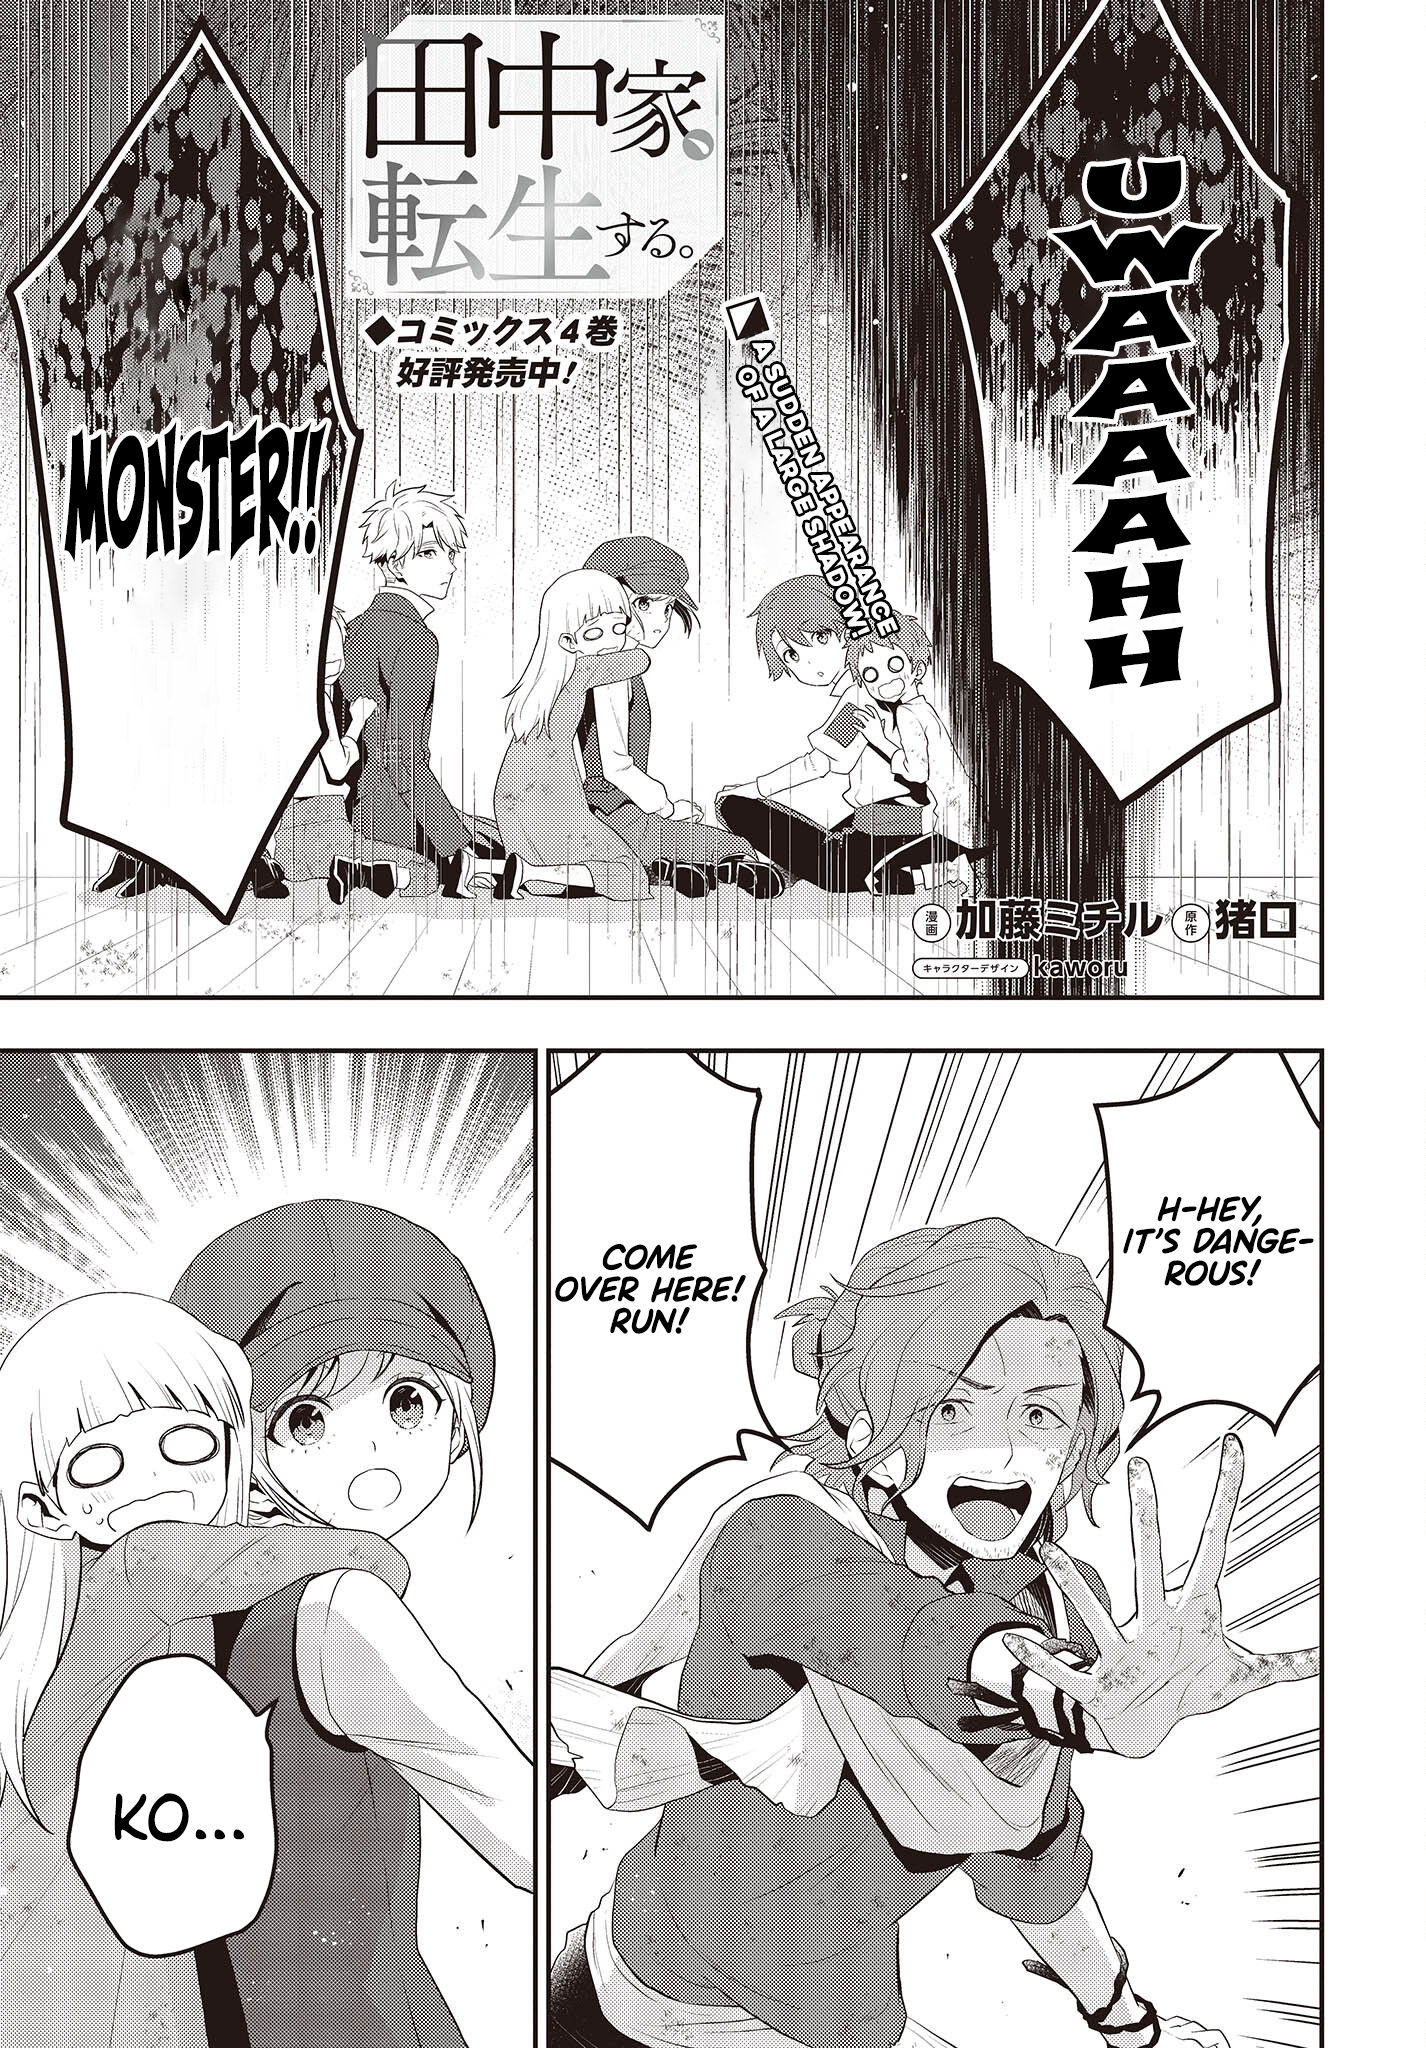 UWAAAAHH
A SUDDEN APPEARANCE
OF A LARGE SHADOW!
田中家、
転生する。
◆コミックス4巻
好評発売中!
MONSTER!!
漫画 加藤ミチル 原作 猪口
キャラクターデザイン kaworu
H-HEY,
IT'S DANGE-
ROUS!
COME
OVER HERE!
RUN!
KO...